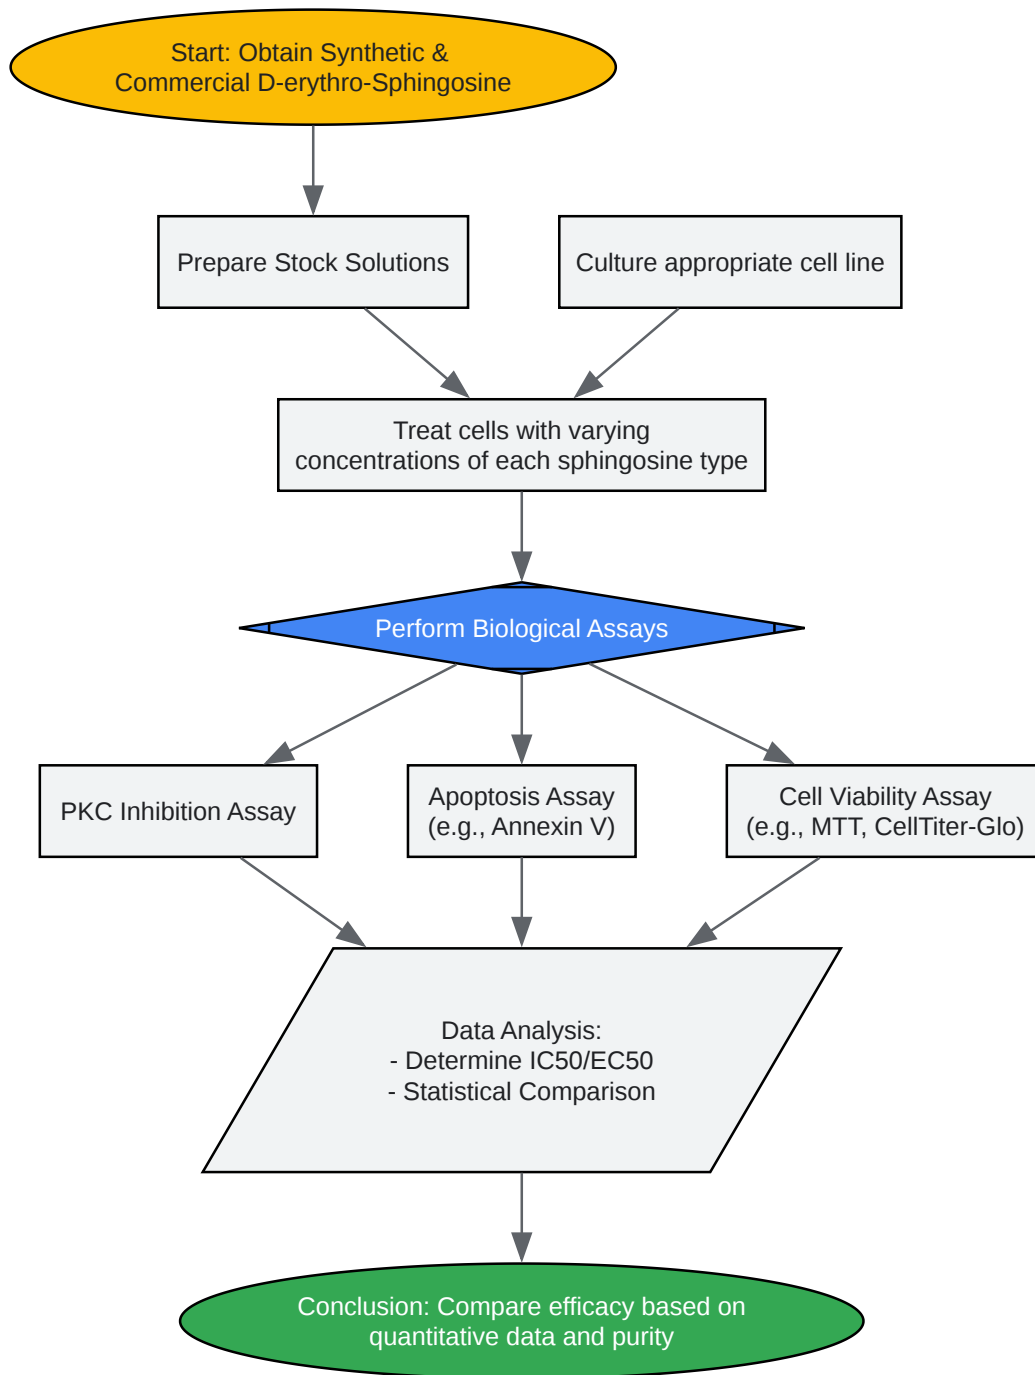 Start: Obtain Synthetic &
Commercial D-erythro-Sphingosine
Prepare Stock Solutions
Culture appropriate cell line
Treat cells with varying
concentrations of each sphingosine type
Perform Biological Assays
PKC Inhibition Assay
Apoptosis Assay
(e.g., Annexin V)
Cell Viability Assay
(e.g., MTT, CellTiter-Glo)
Data Analysis:
- Determine IC50/EC50
- Statistical Comparison
Conclusion: Compare efficacy based on
quantitative data and purity